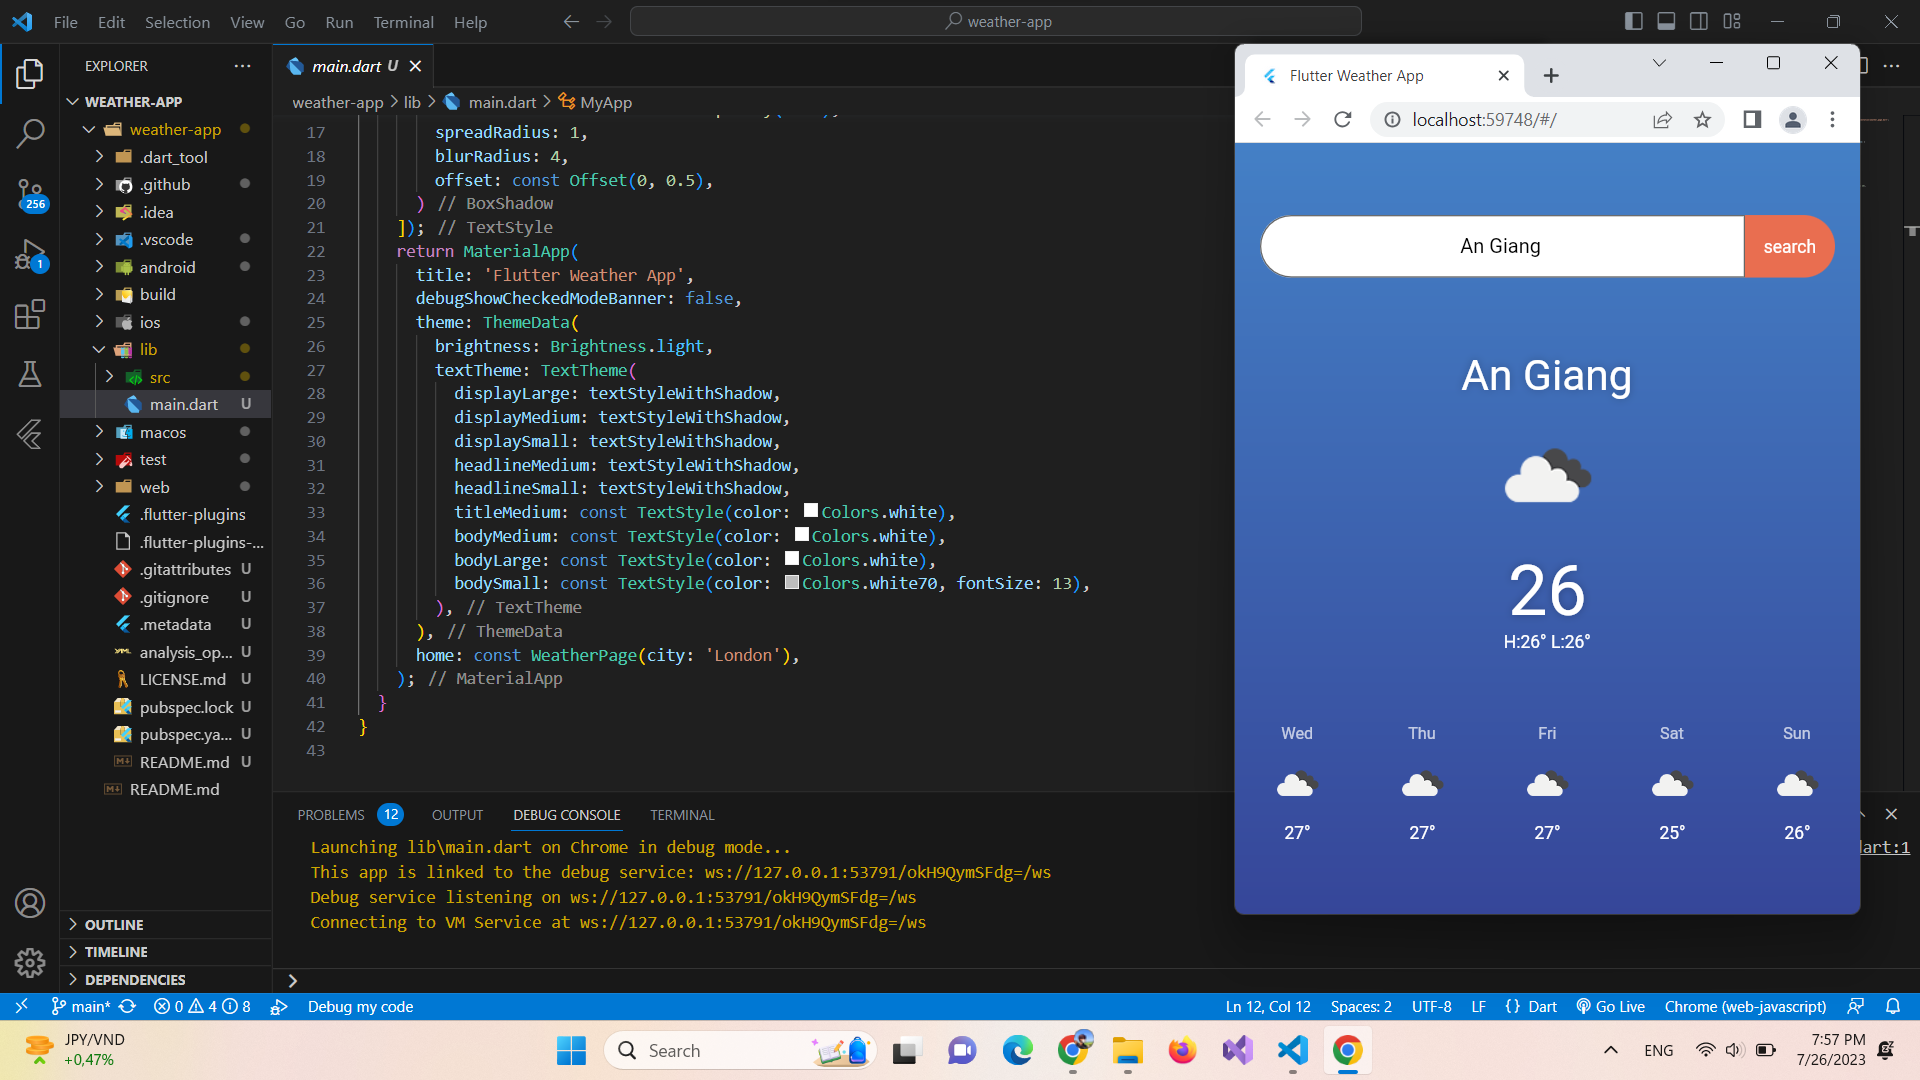 File Edit Selection View Go Run Terminal Help
weather-app
EXPLORER
WEATHER-APP
weather-app
.dart_tool
.github
.idea
.vscode
android
build
ios
lib
src
main.dart U
macos
test
web
.flutter-plugins
.flutter-plugins-...
.gitattributes U
.gitignore U
.metadata U
analysis_op... U
LICENSE.md U
pubspec.lock U
pubspec.ya... U
README.md U
README.md
OUTLINE
TIMELINE
DEPENDENCIES
256
1
main.dart U
weather-app > lib > main.dart > MyApp
17 spreadRadius: 1,
18 blurRadius: 4,
19 offset: const Offset(0, 0.5),
20 ) // BoxShadow
21 ]); // TextStyle
22 return MaterialApp(
23 title: 'Flutter Weather App',
24 debugShowCheckedModeBanner: false,
25 theme: ThemeData(
26 brightness: Brightness.light,
27 textTheme: TextTheme(
28 displayLarge: textStyleWithShadow,
29 displayMedium: textStyleWithShadow,
30 displaySmall: textStyleWithShadow,
31 headlineMedium: textStyleWithShadow,
32 headlineSmall: textStyleWithShadow,
33 titleMedium: const TextStyle(color: Colors.white),
34 bodyMedium: const TextStyle(color: Colors.white),
35 bodyLarge: const TextStyle(color: Colors.white),
36 bodySmall: const TextStyle(color: Colors.white70, fontSize: 13),
37 ), // TextTheme
38 ), // ThemeData
39 home: const WeatherPage(city: 'London'),
40 ); // MaterialApp
41 }
42 }
43
PROBLEMS 12 OUTPUT DEBUG CONSOLE TERMINAL
Launching lib\main.dart on Chrome in debug mode...
This app is linked to the debug service: ws://127.0.0.1:53791/okH9QymSFdg=/ws
Debug service listening on ws://127.0.0.1:53791/okH9QymSFdg=/ws
Connecting to VM Service at ws://127.0.0.1:53791/okH9QymSFdg=/ws
dart:1
Flutter Weather App
localhost:59748/#/
An Giang search
An Giang
26
H:26° L:26°
Wed Thu Fri Sat Sun
27° 27° 27° 25° 26°
main* 0 4 8 Debug my code Ln 12, Col 12 Spaces: 2 UTF-8 LF {} Dart Go Live Chrome (web-javascript)
JPY/VND
+0,47%
Search
ENG
7:57 PM
7/26/2023